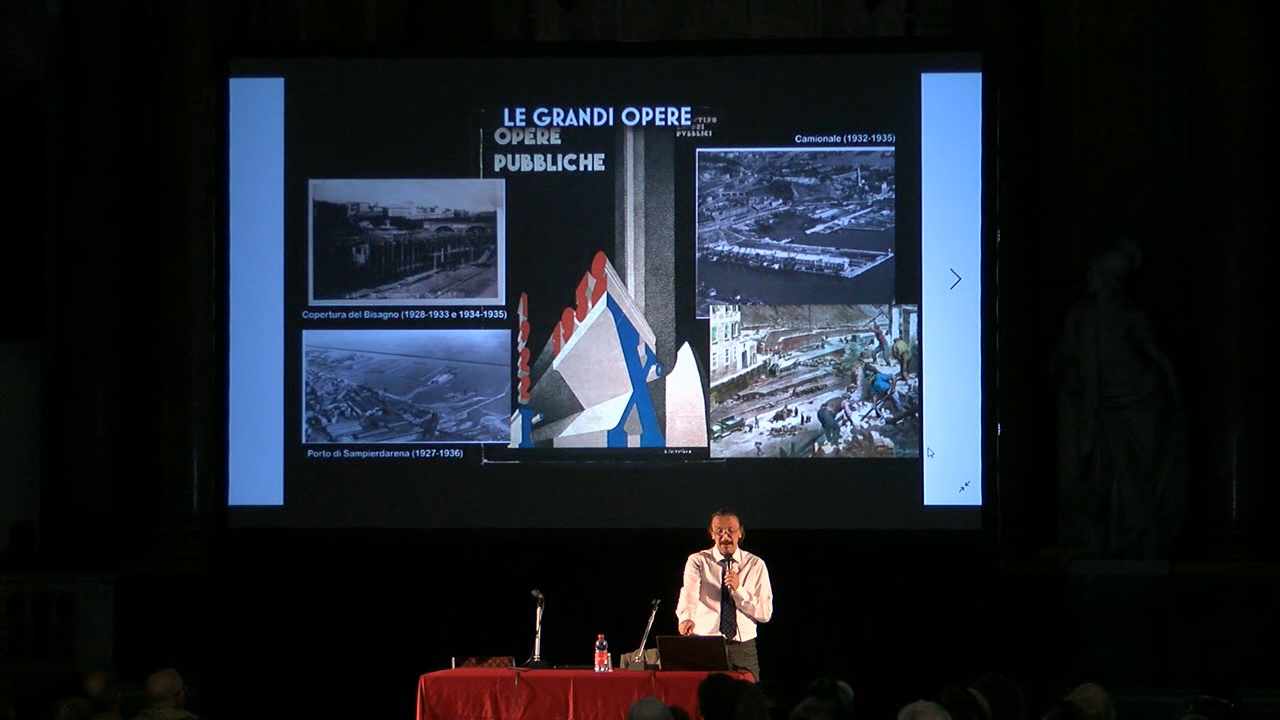 LE GRANDI OPERE
OPERE
PUBBLICHE
PUBBLICI
Camionale (1932-1935)
Copertura del Bisagno (1928-1933 e 1934-1935)
Porto di Sampierdarena (1927-1936)